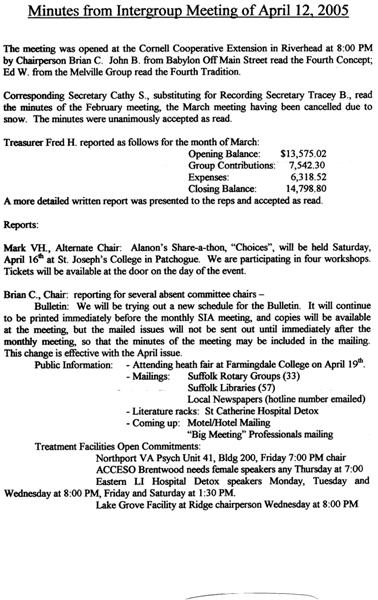 Minutes from Intergroup Meeting of April 12, 2005
The meeting was opened at the Cornell Cooperative Extension in Riverhead at 8:00 PM
by Chairperson Brian C. John B. from Babylon Off Main Street read the Fourth Concept;
Ed W. from the Melville Group read the Fourth Tradition.
Corresponding Secretary Cathy S., substituting for Recording Secretary Tracey B., read
the minutes of the February meeting, the March meeting having been cancelled due to
snow. The minutes were unanimously accepted as read.
Treasurer Fred H. reported as follows for the month of March:
Opening Balance: $13,575.02
Group Contributions: 7,542.30
Expenses: 6,318.52
Closing Balance: 14,798.80
A more detailed written report was presented to the reps and accepted as read.
Reports:
Mark VH., Alternate Chair: Alanon's Share-a-thon, "Choices", will be held Saturday,
April 16th at St. Joseph's College in Patchogue. We are participating in four workshops.
Tickets will be available at the door on the day of the event.
Brian C., Chair: reporting for several absent committee chairs –
Bulletin: We will be trying out a new schedule for the Bulletin. It will continue
to be printed immediately before the monthly SIA meeting, and copies will be available
at the meeting, but the mailed issues will not be sent out until immediately after the
monthly meeting, so that the minutes of the meeting may be included in the mailing.
This change is effective with the April issue.
Public Information: - Attending heath fair at Farmingdale College on April 19th.
- Mailings: Suffolk Rotary Groups (33)
Suffolk Libraries (57)
Local Newspapers (hotline number emailed)
- Literature racks: St Catherine Hospital Detox
- Coming up: Motel/Hotel Mailing
"Big Meeting" Professionals mailing
Treatment Facilities Open Commitments:
Northport VA Psych Unit 41, Bldg 200, Friday 7:00 PM chair
ACCESO Brentwood needs female speakers any Thursday at 7:00
Eastern LI Hospital Detox speakers Monday, Tuesday and
Wednesday at 8:00 PM, Friday and Saturday at 1:30 PM.
Lake Grove Facility at Ridge chairperson Wednesday at 8:00 PM